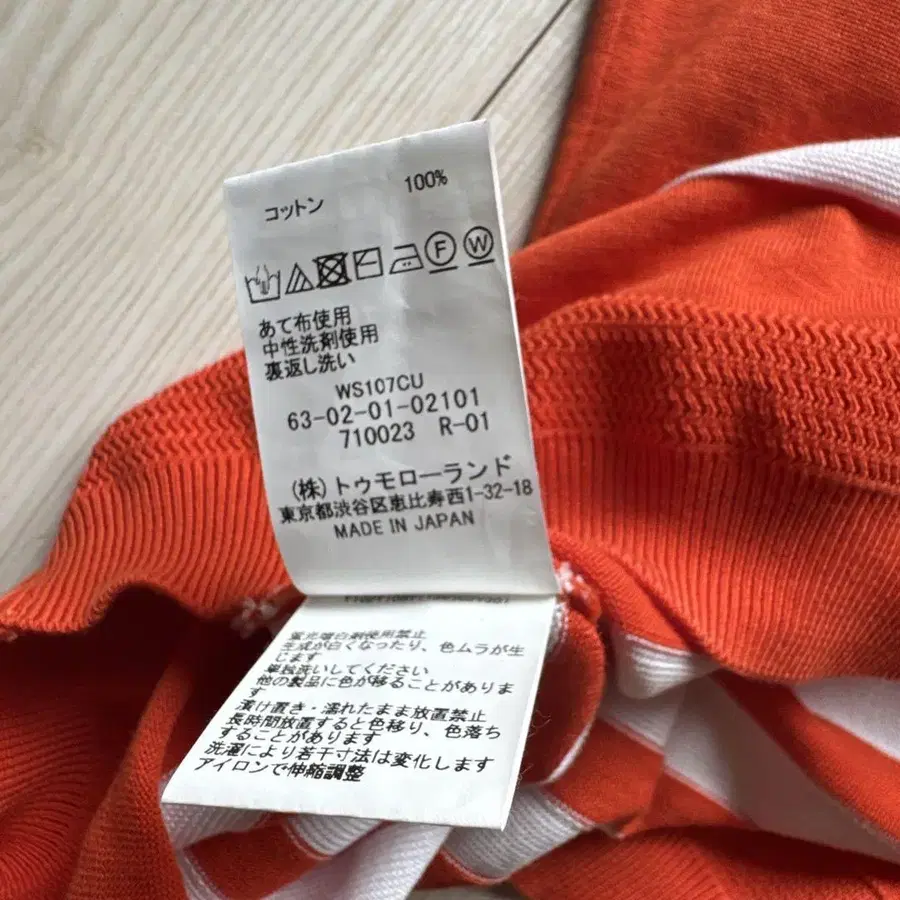 コットン 100%
F W
あて布使用
中性洗剤使用
裏返し洗い
WS107CU
63-02-01-02101
710023 R-01
(株)トゥモローランド
東京都渋谷区恵比寿西1-32-18
MADE IN JAPAN
蛍光増白剤使用禁止
生成が白くなったり、色ムラが生
じます
単独洗いしてください
他の製品に色が移ることがありま
す
漬け置き・濡れたまま放置禁止
長時間放置すると色移り、色落ち
することがあります
洗濯により若干寸法は変化します
アイロンで伸縮調整